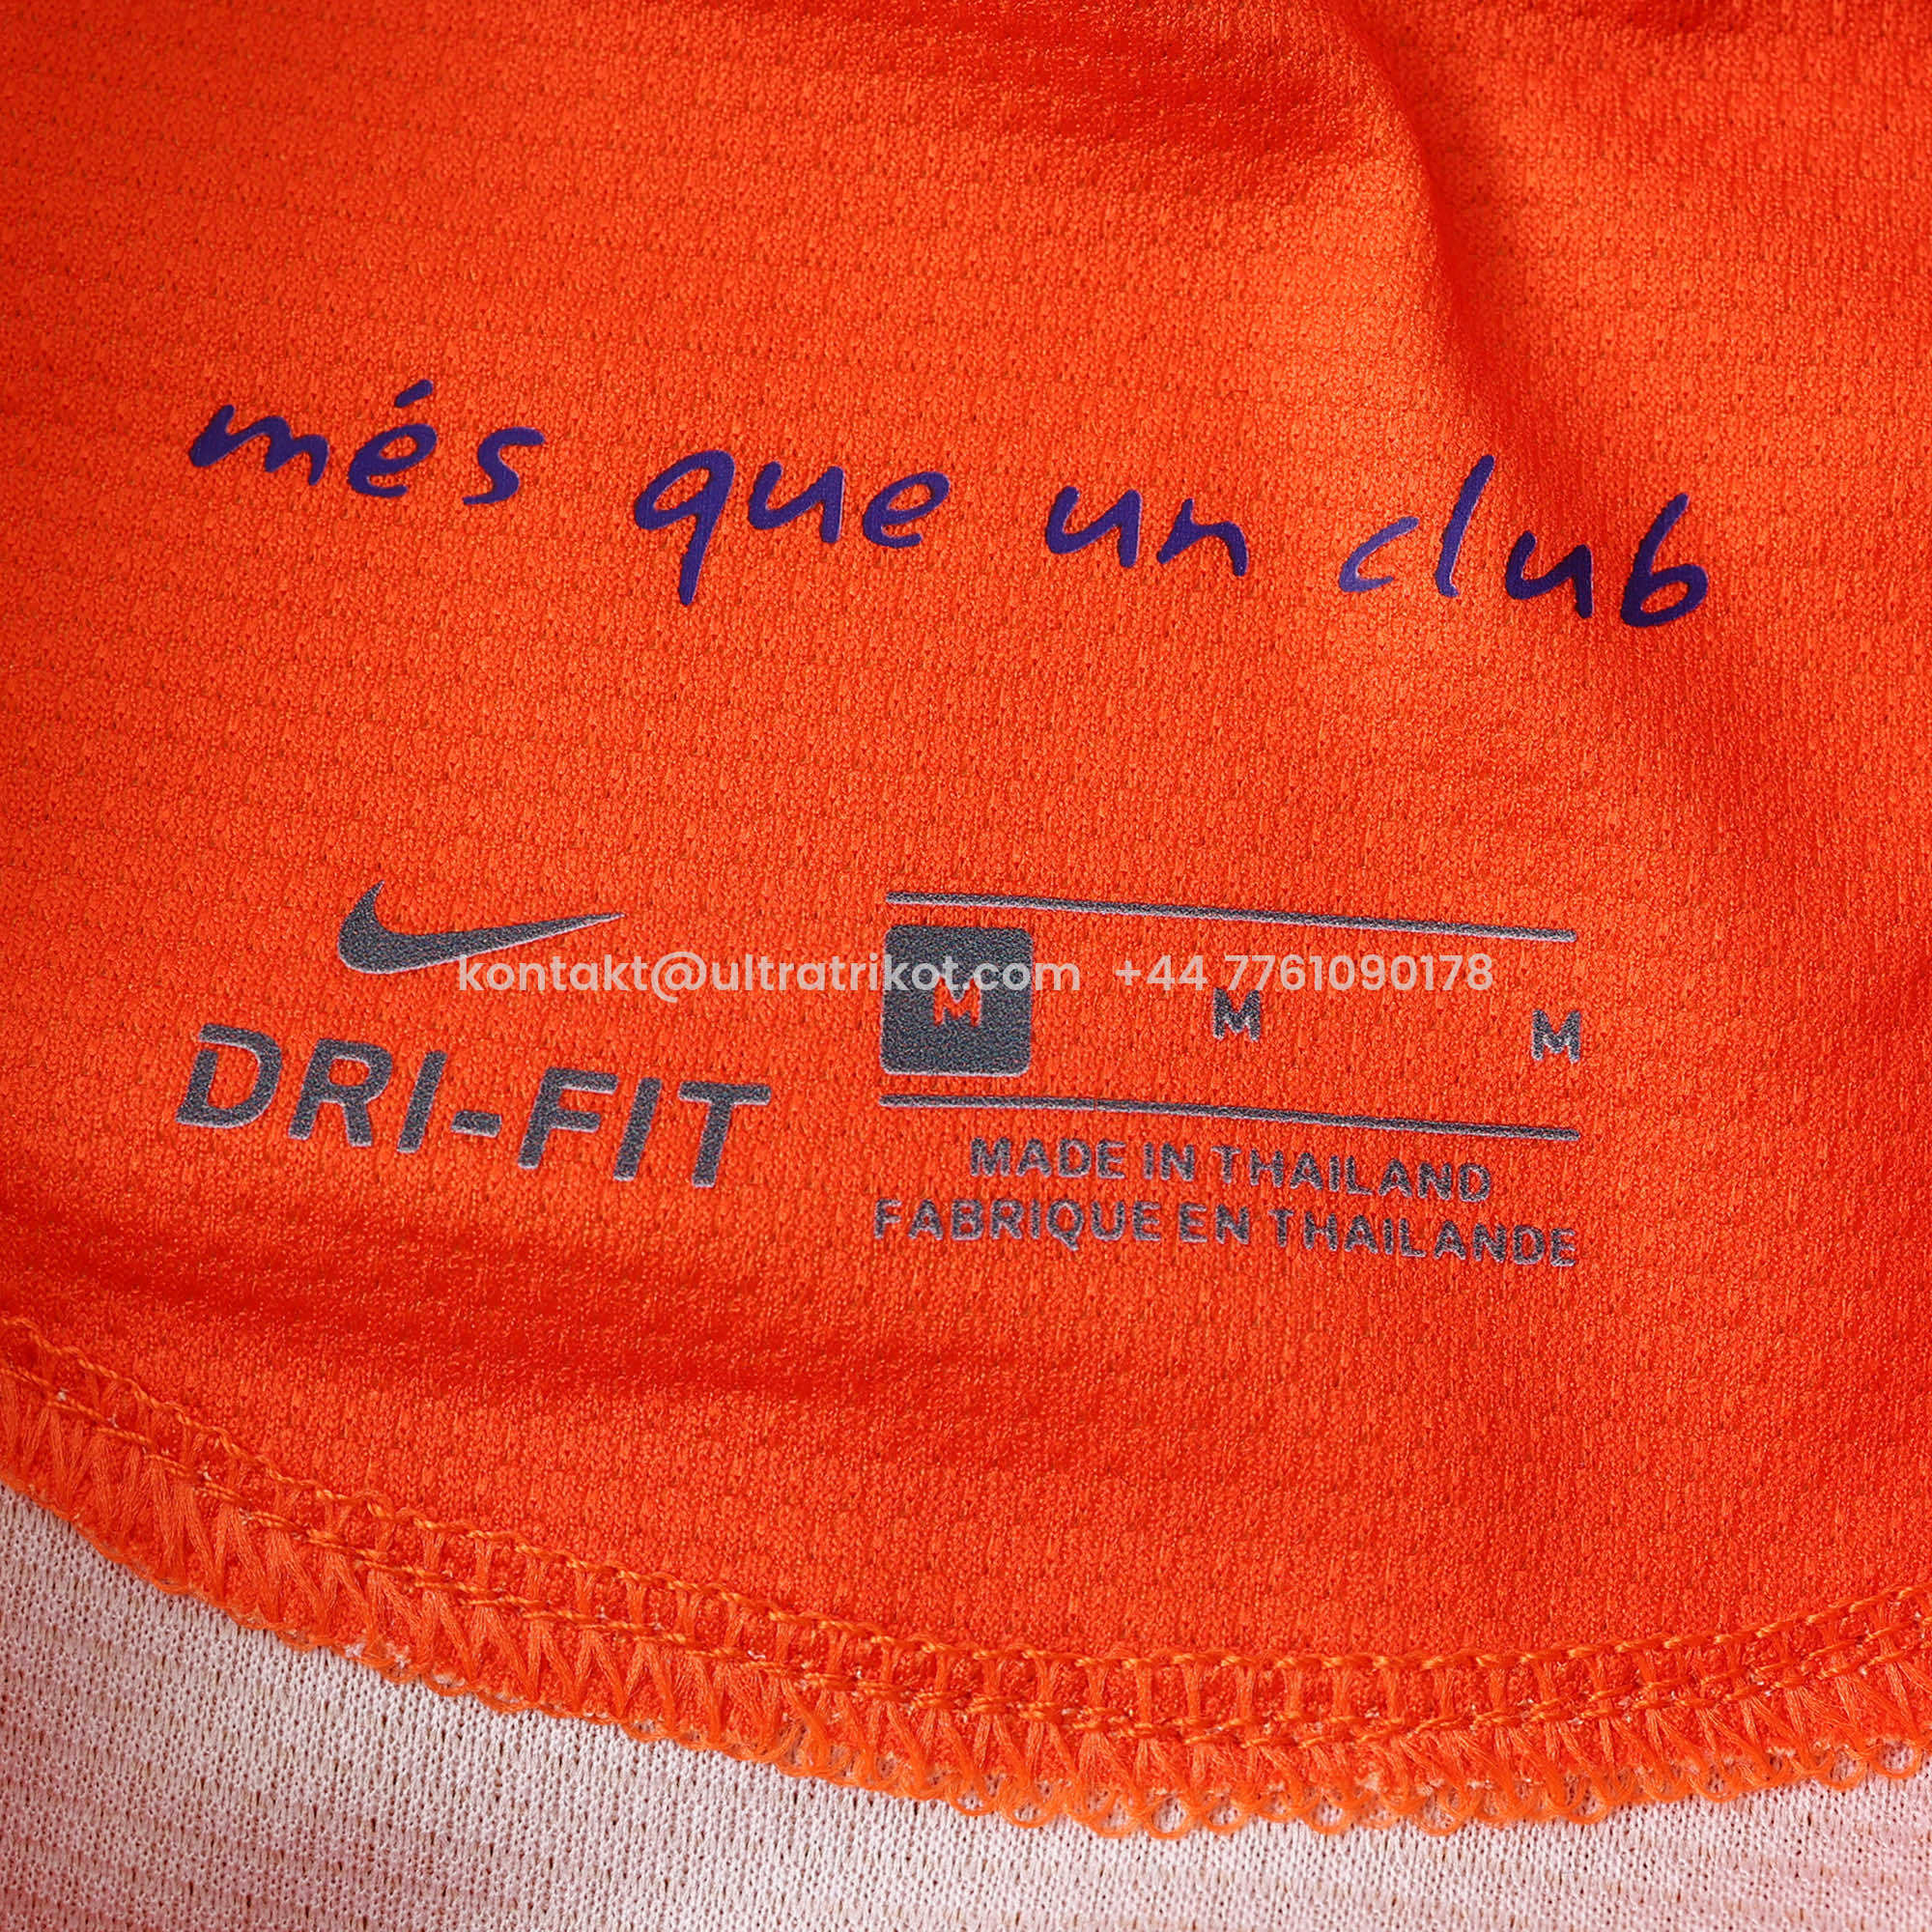 més que un club
kontakt@ultratrikot.com +44 7761090178
M M M
DRI-FIT
MADE IN THAILAND
FABRIQUE EN THAILANDE